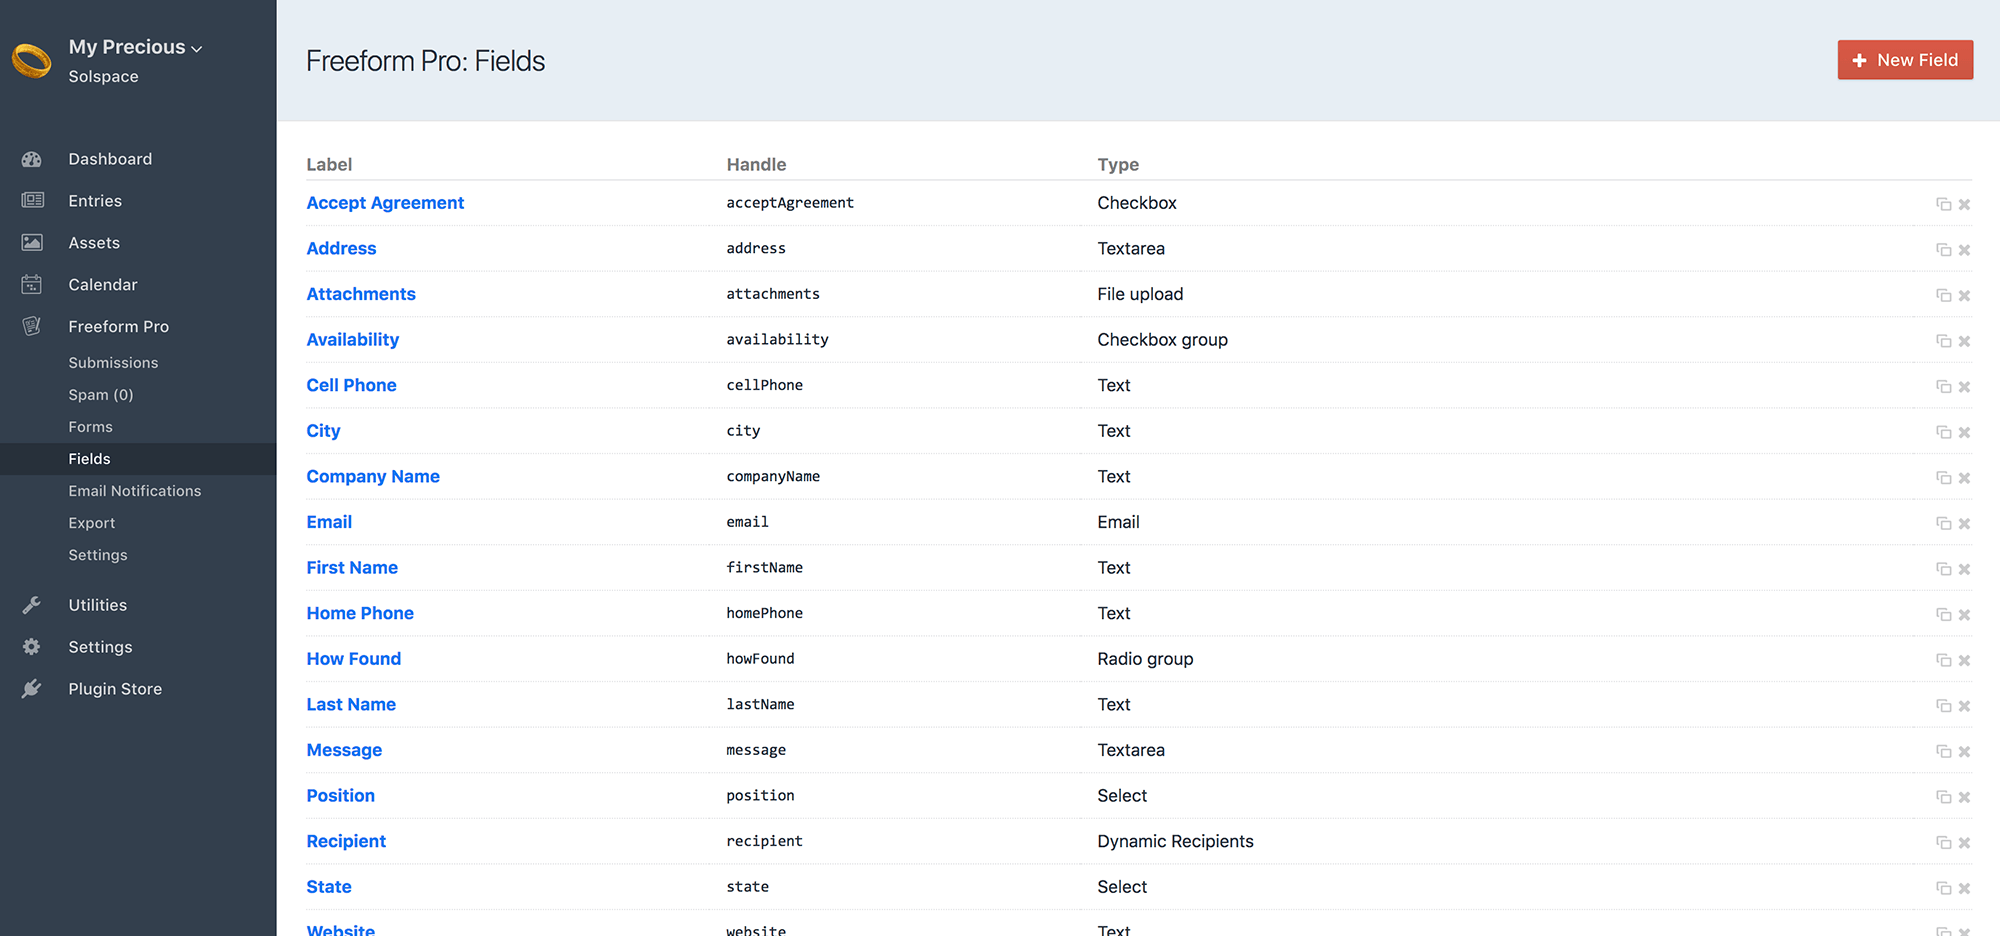 My Precious
Solspace
Dashboard
Entries
Assets
Calendar
Freeform Pro
Submissions
Spam (0)
Forms
Fields
Email Notifications
Export
Settings
Utilities
Settings
Plugin Store
Freeform Pro: Fields
+ New Field
Label Handle Type
Accept Agreement acceptAgreement Checkbox
Address address Textarea
Attachments attachments File upload
Availability availability Checkbox group
Cell Phone cellPhone Text
City city Text
Company Name companyName Text
Email email Email
First Name firstName Text
Home Phone homePhone Text
How Found howFound Radio group
Last Name lastName Text
Message message Textarea
Position position Select
Recipient recipient Dynamic Recipients
State state Select
Website website Text